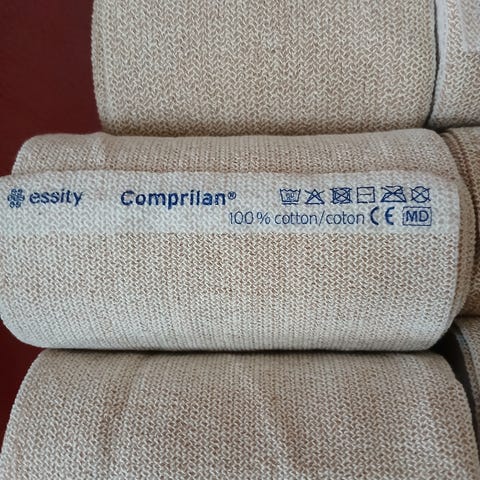 essity Comprilan®
100% cotton/coton CE MD